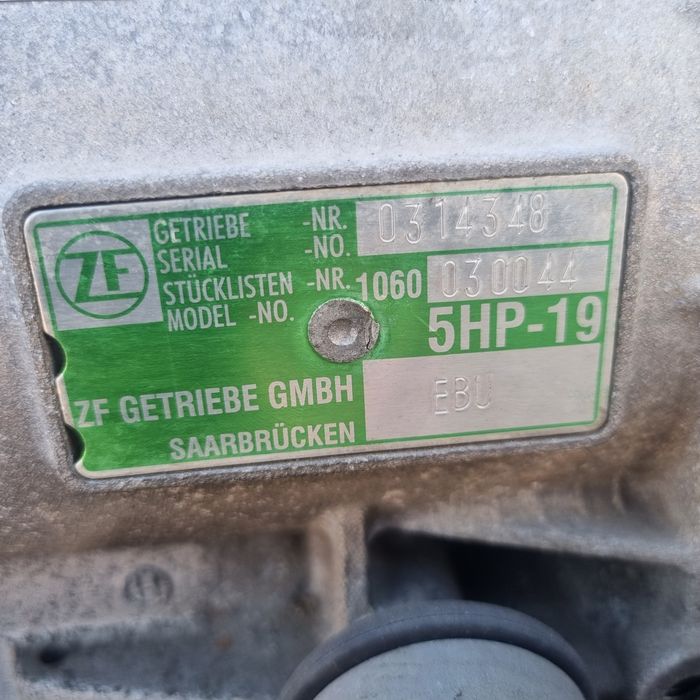 ZF
GETRIEBE -NR. 0314348
SERIAL -NO.
STÜCKLISTEN -NR. 1060 030044
MODEL -NO.
5HP-19
ZF GETRIEBE GMBH EBU
SAARBRÜCKEN